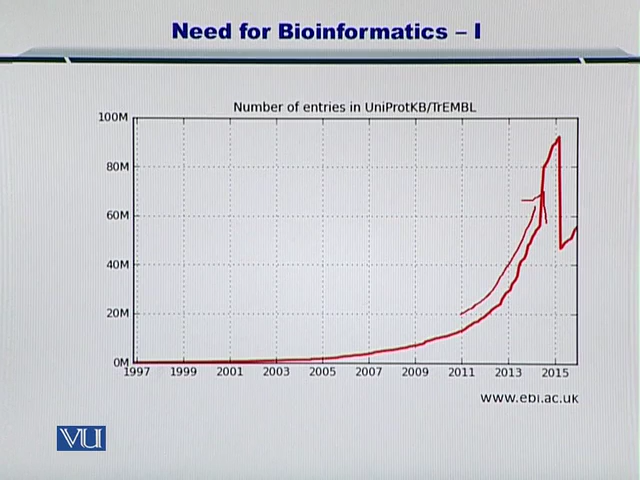 Need for Bioinformatics – I
Number of entries in UniProtKB/TrEMBL
100M
80M
60M
40M
20M
0M
1997 1999 2001 2003 2005 2007 2009 2011 2013 2015
www.ebi.ac.uk
VU